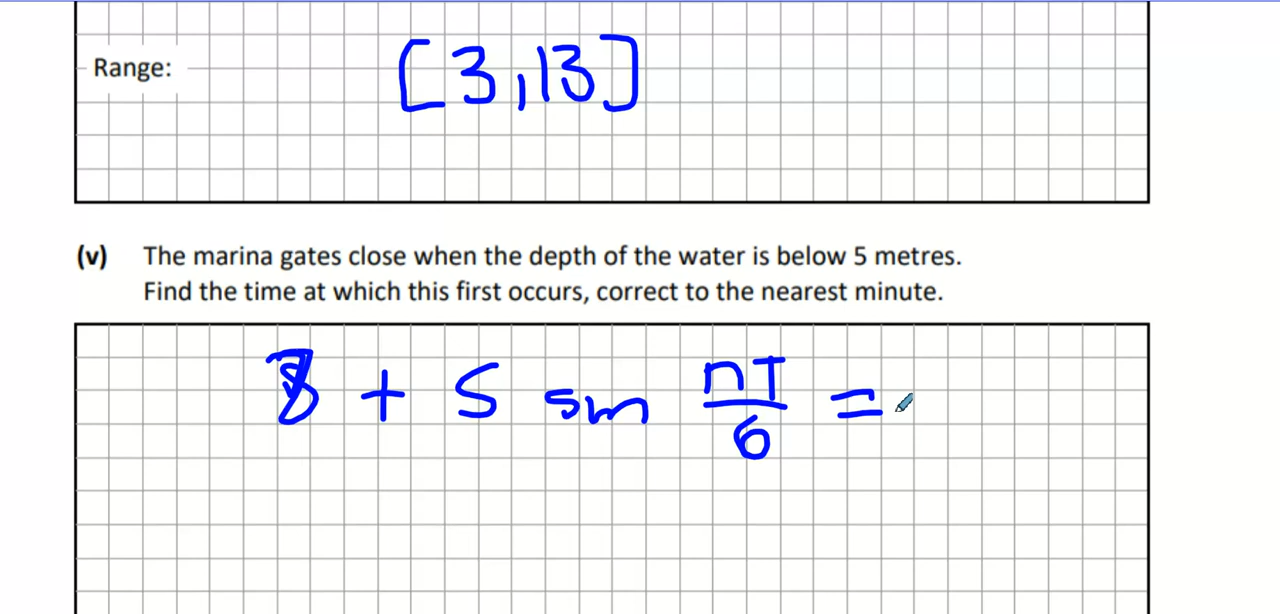 Range: [3,13]
(v) The marina gates close when the depth of the water is below 5 metres.
Find the time at which this first occurs, correct to the nearest minute.
8 + 5 sin πT/6 =